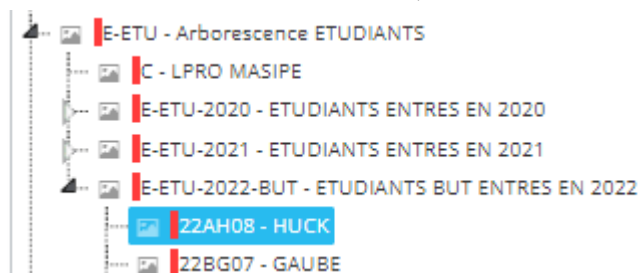 E-ETU - Arborescence ETUDIANTS
C - LPRO MASIPE
E-ETU-2020 - ETUDIANTS ENTRES EN 2020
E-ETU-2021 - ETUDIANTS ENTRES EN 2021
E-ETU-2022-BUT - ETUDIANTS BUT ENTRES EN 2022
22AH08 - HUCK
22BG07 - GAUBE